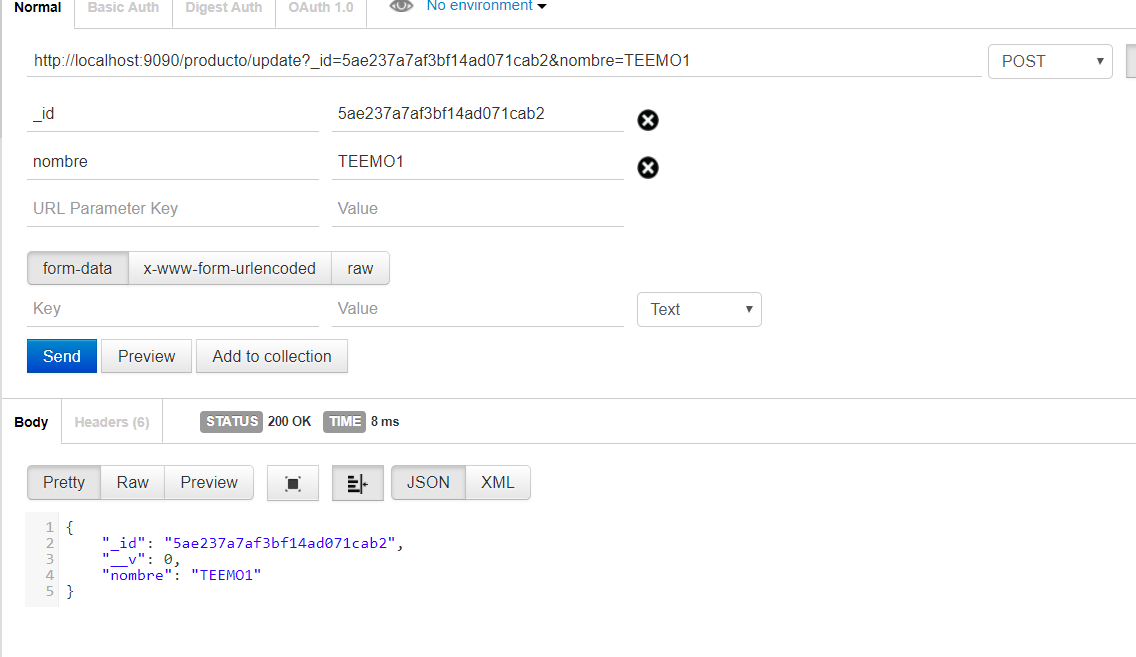 Normal Basic Auth Digest Auth OAuth 1.0 No environment
http://localhost:9090/producto/update?_id=5ae237a7af3bf14ad071cab2&nombre=TEEMO1 POST
_id 5ae237a7af3bf14ad071cab2
nombre TEEMO1
URL Parameter Key Value
form-data x-www-form-urlencoded raw
Key Value Text
Send Preview Add to collection
Body Headers (6) STATUS 200 OK TIME 8 ms
Pretty Raw Preview JSON XML
1 {
2 "_id": "5ae237a7af3bf14ad071cab2",
3 "__v": 0,
4 "nombre": "TEEMO1"
5 }